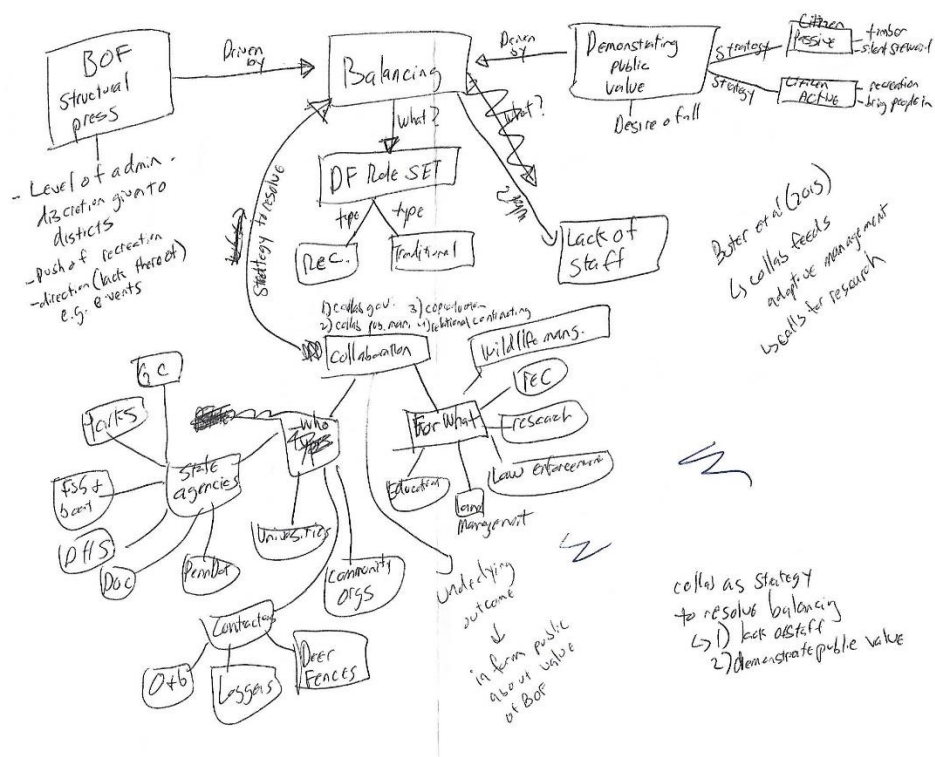 BOF
structural
press
Driven
by
Balancing
Driven
by
Demonstrating
public
value
Desire of all
Strategy
Citizen
Passive
- timber
- silent steward
Strategy
Citizen
Active
- recreation
- bring people in
- Level of admin.
discretion given to
districts
- push of recreation
- direction (lack thereof)
e.g. events
Strategy to resolve
what?
what?
DF Role SET
type
type
Rec.
Traditional
Lack of
Staff
(2015)
↳ collab feeds
adaptive management
↳ calls for research
1) collab gov. 3) coproduction
2) collab pub. man. 4) relational contracting
Collaboration
Who
types
For What
Wildlife mang.
rec
research
Law enforcement
Land
Management
Education
GC
Parks
state
agencies
DHS
DOC
PennDot
Universities
Community
orgs
Contractors
O+G
Loggers
Deer
Fences
Underlying
outcome
↓
inform public
about value
of BOF
collab as strategy
to resolve balancing
↳ 1) lack of staff
2) demonstrate public value